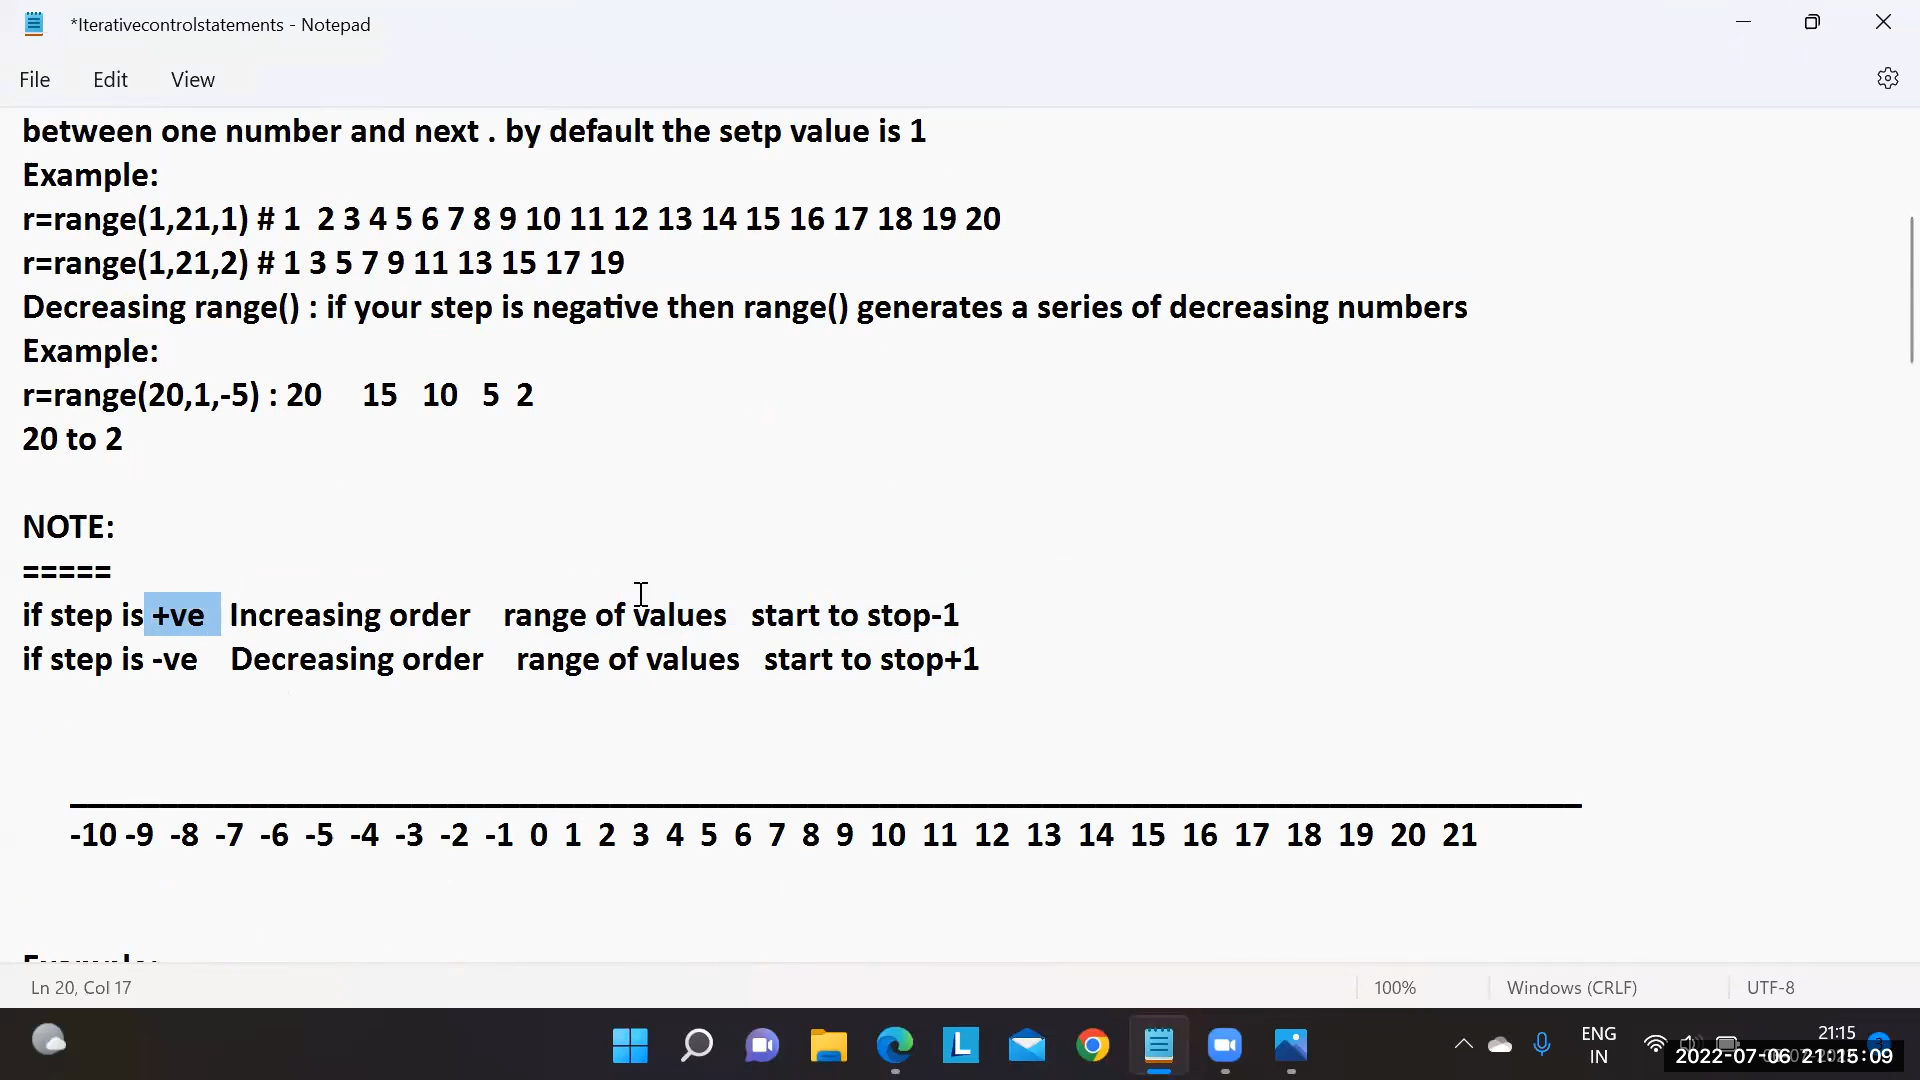 *Iterativecontrolstatements - Notepad
File Edit View
between one number and next . by default the setp value is 1
Example:
r=range(1,21,1) # 1  2 3 4 5 6 7 8 9 10 11 12 13 14 15 16 17 18 19 20
r=range(1,21,2) # 1 3 5 7 9 11 13 15 17 19
Decreasing range() : if your step is negative then range() generates a series of decreasing numbers
Example:
r=range(20,1,-5) : 20    15   10   5  2
20 to 2
NOTE:
=====
if step is +ve   Increasing order    range of values   start to stop-1
if step is -ve    Decreasing order    range of values   start to stop+1
-10 -9  -8  -7  -6  -5  -4  -3  -2  -1  0  1  2  3  4  5  6  7  8  9  10  11  12  13  14  15  16  17  18  19  20  21
Ln 20, Col 17 100% Windows (CRLF) UTF-8
ENG 21:15
IN
2022-07-06 21:15:09